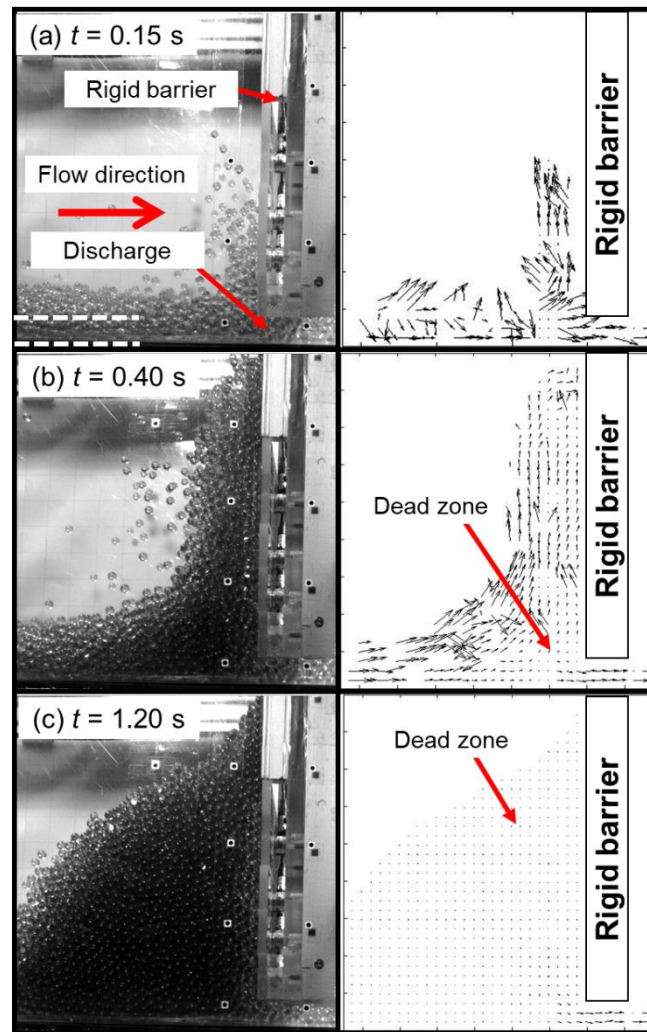 (a) t = 0.15 s
Rigid barrier
Flow direction
Discharge
Rigid barrier
(b) t = 0.40 s
Dead zone
Rigid barrier
(c) t = 1.20 s
Dead zone
Rigid barrier